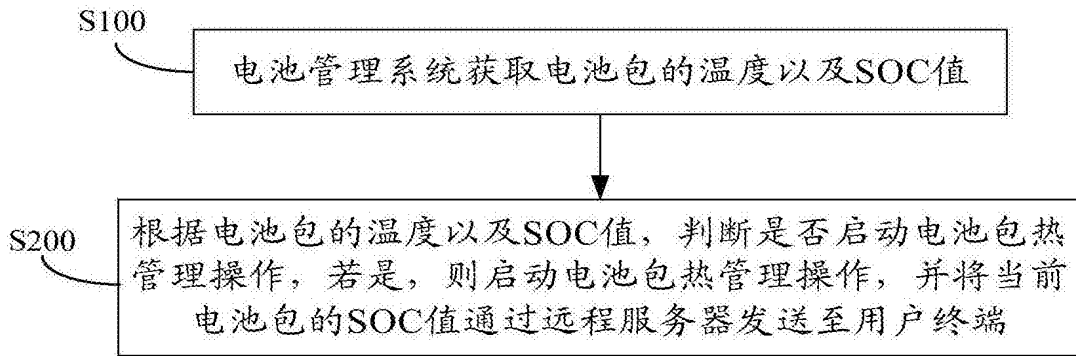 S100
电池管理系统获取电池包的温度以及SOC值
S200
根据电池包的温度以及SOC值，判断是否启动电池包热
管理操作，若是，则启动电池包热管理操作，并将当前
电池包的SOC值通过远程服务器发送至用户终端